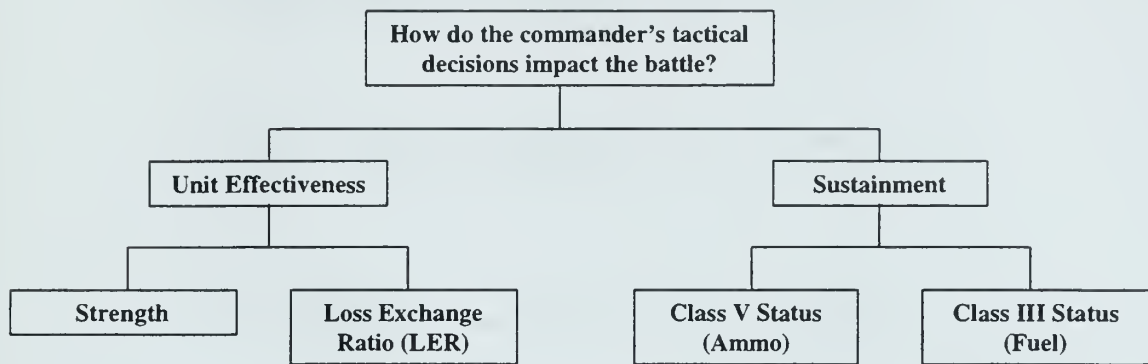 How do the commander's tactical
decisions impact the battle?
Unit Effectiveness
Sustainment
Strength
Loss Exchange
Ratio (LER)
Class V Status
(Ammo)
Class III Status
(Fuel)